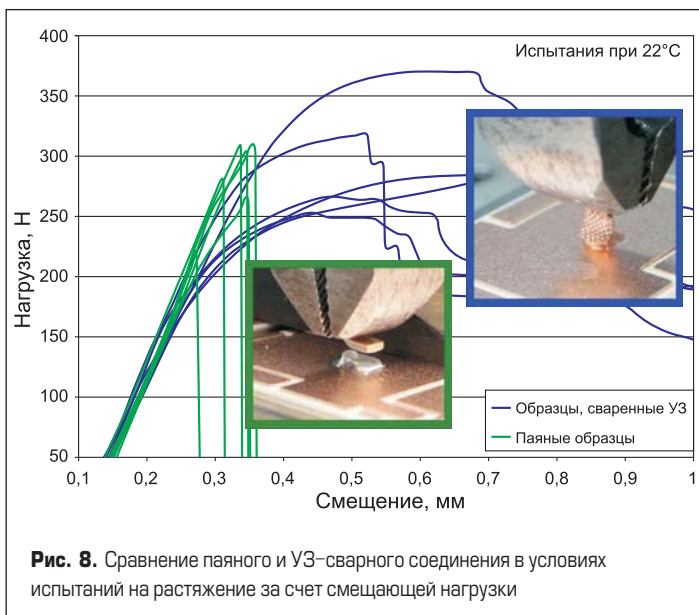 400
350
300
250
200
150
100
50
Нагрузка, Н
Испытания при 22°C
Образцы, сваренные УЗ
Паяные образцы
0,1 0,2 0,3 0,4 0,5 0,6 0,7 0,8 0,9 1
Смещение, мм
Рис. 8. Сравнение паяного и УЗ-сварного соединения в условиях
испытаний на растяжение за счет смещающей нагрузки